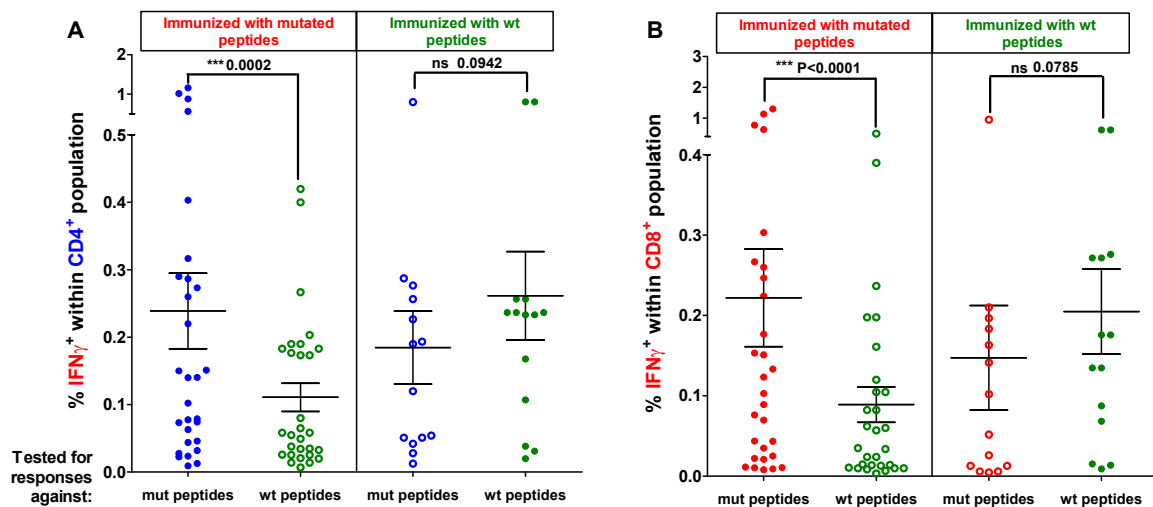 A
Immunized with mutated peptides
Immunized with wt peptides
*** 0.0002
ns 0.0942
% IFNγ+ within CD4+ population
2
1
0.5
0.4
0.3
0.2
0.1
0.0
Tested for
responses
against:
mut peptides
wt peptides
mut peptides
wt peptides
B
Immunized with
mutated peptides
Immunized with wt
peptides
*** P<0.0001
ns 0.0785
% IFNγ+ within CD8+ population
3
2
1
0.4
0.3
0.2
0.1
0.0
mut peptides
wt peptides
mut peptides
wt peptides